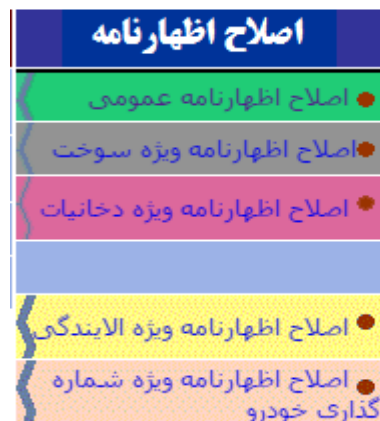 اصلاح اظهارنامه
اصلاح اظهارنامه عمومی
اصلاح اظهارنامه ویژه سوخت
اصلاح اظهارنامه ویژه دخانیات
اصلاح اظهارنامه ویژه الایندگی
اصلاح اظهارنامه ویژه شماره
گذاری خودرو